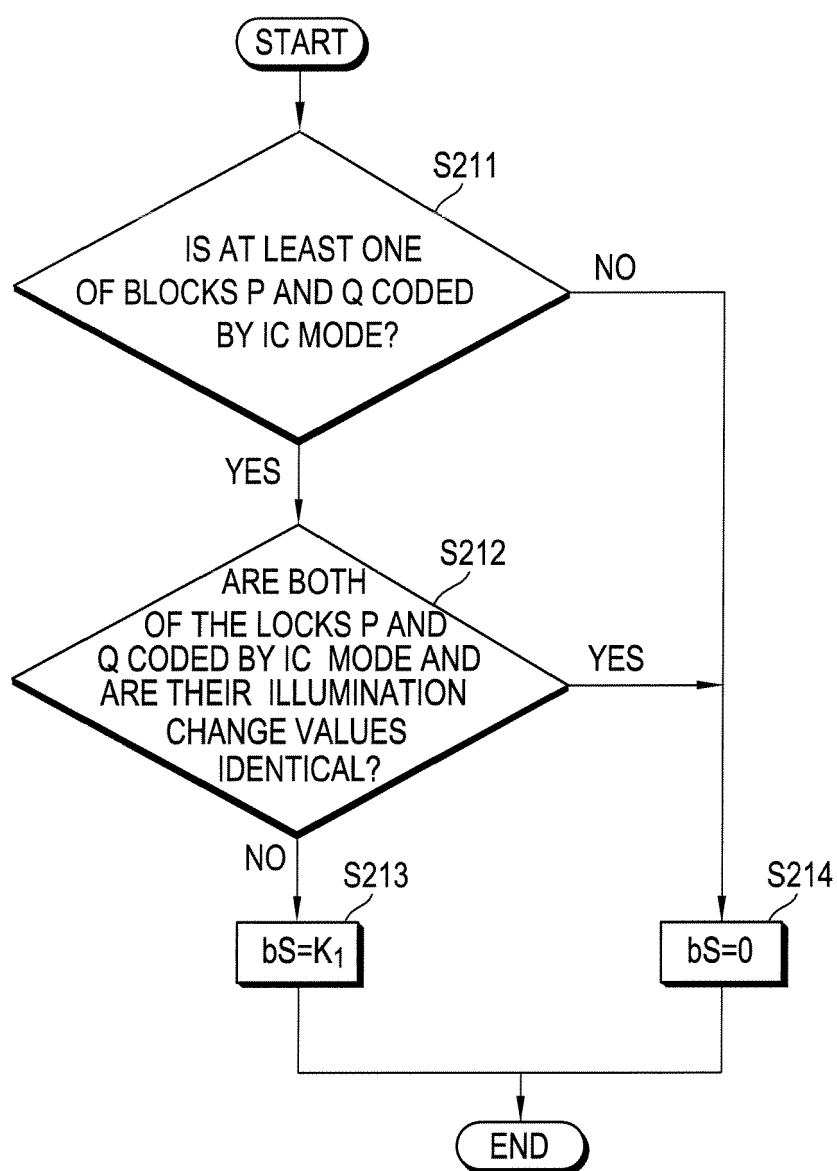 START
S211
IS AT LEAST ONE
OF BLOCKS P AND Q CODED
BY IC MODE?
NO
YES
S212
ARE BOTH
OF THE LOCKS P AND
Q CODED BY IC MODE AND
ARE THEIR ILLUMINATION
CHANGE VALUES
IDENTICAL?
YES
NO
S213
bS=K₁
S214
bS=0
END